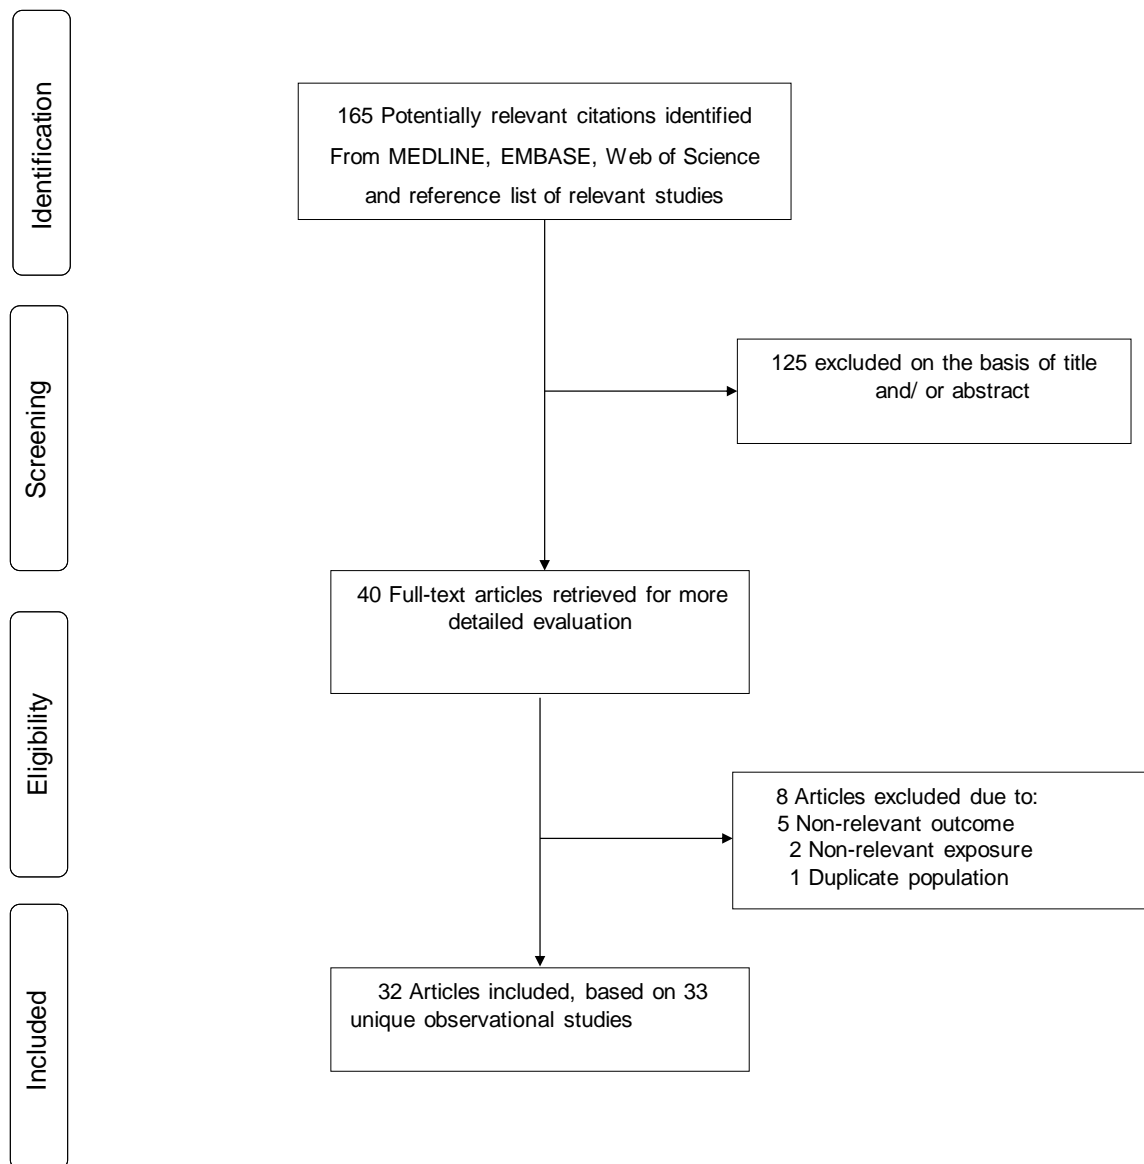 Identification
165 Potentially relevant citations identified
From MEDLINE, EMBASE, Web of Science
and reference list of relevant studies
Screening
125 excluded on the basis of title
and/ or abstract
40 Full-text articles retrieved for more
detailed evaluation
Eligibility
8 Articles excluded due to:
5 Non-relevant outcome
2 Non-relevant exposure
1 Duplicate population
Included
32 Articles included, based on 33
unique observational studies